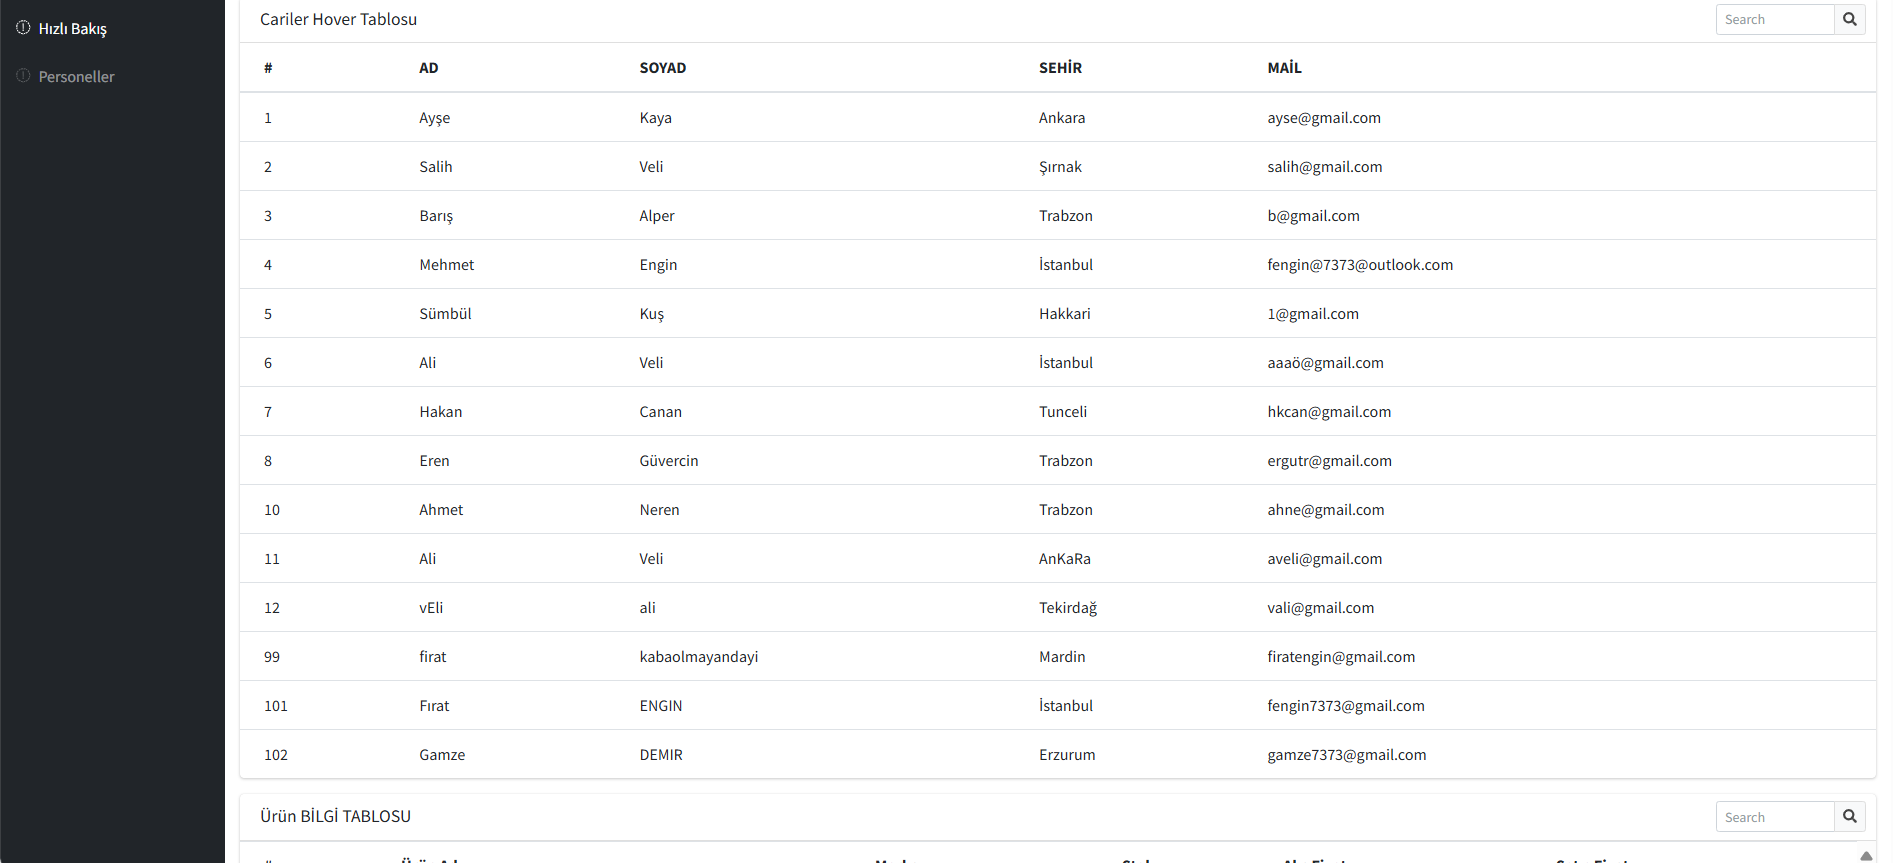 Hızlı Bakış
Personeller
Cariler Hover Tablosu
Search
# AD SOYAD SEHİR MAİL
1 Ayşe Kaya Ankara ayse@gmail.com
2 Salih Veli Şırnak salih@gmail.com
3 Barış Alper Trabzon b@gmail.com
4 Mehmet Engin İstanbul fengin@7373@outlook.com
5 Sümbül Kuş Hakkari 1@gmail.com
6 Ali Veli İstanbul aaaö@gmail.com
7 Hakan Canan Tunceli hkcan@gmail.com
8 Eren Güvercin Trabzon ergutr@gmail.com
10 Ahmet Neren Trabzon ahne@gmail.com
11 Ali Veli AnKaRa aveli@gmail.com
12 vEli ali Tekirdağ vali@gmail.com
99 firat kabaolmayandayi Mardin firatengin@gmail.com
101 Fırat ENGIN İstanbul fengin7373@gmail.com
102 Gamze DEMIR Erzurum gamze7373@gmail.com
Ürün BİLGİ TABLOSU
Search